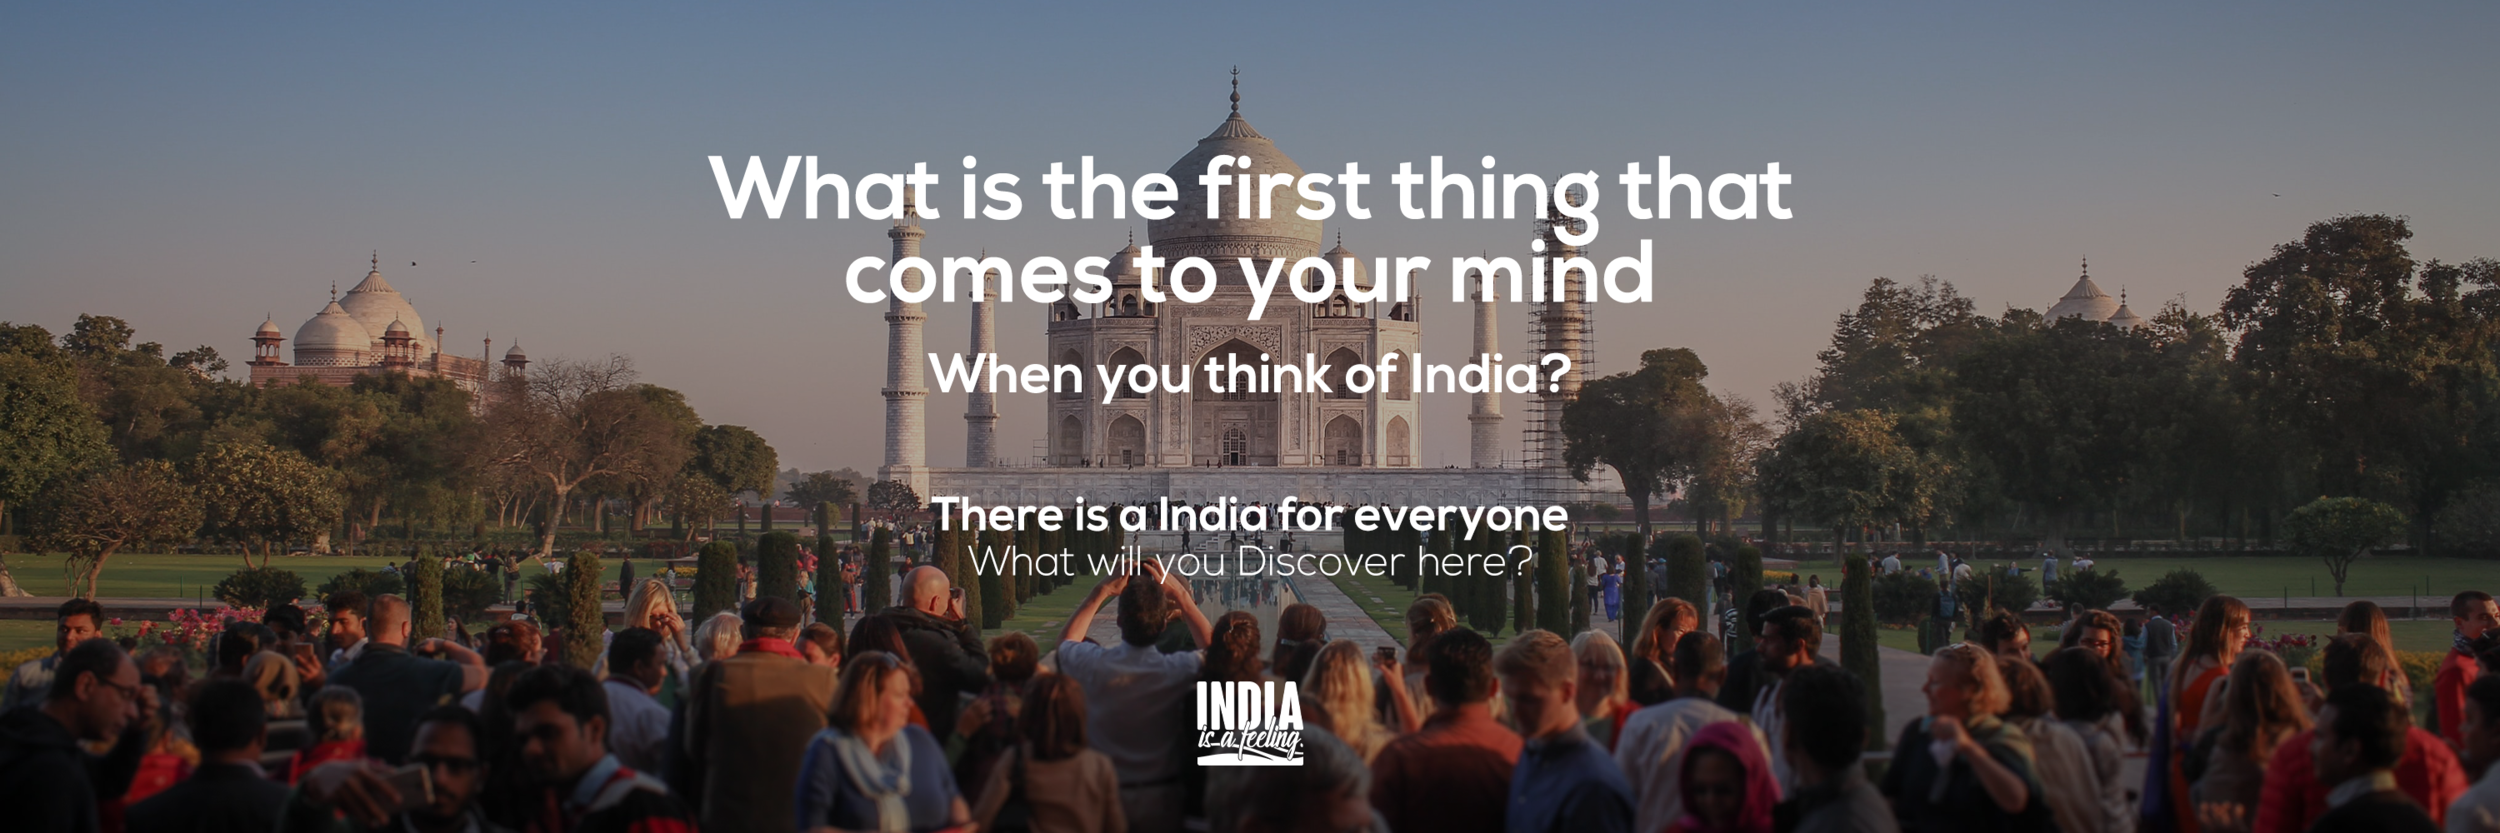 What is the first thing that
comes to your mind
When you think of India?
There is a India for everyone
What will you Discover here?
INDIA
is a feeling.